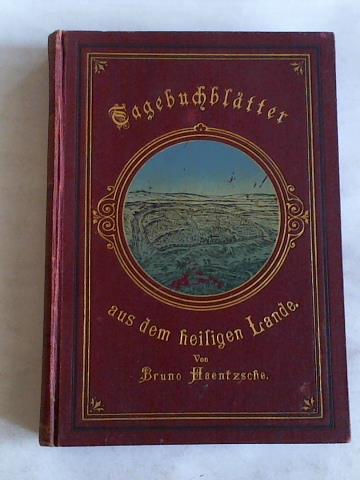 Tagebuchblätter
aus dem heiligen Lande.
Von
Bruno Haentzsche.